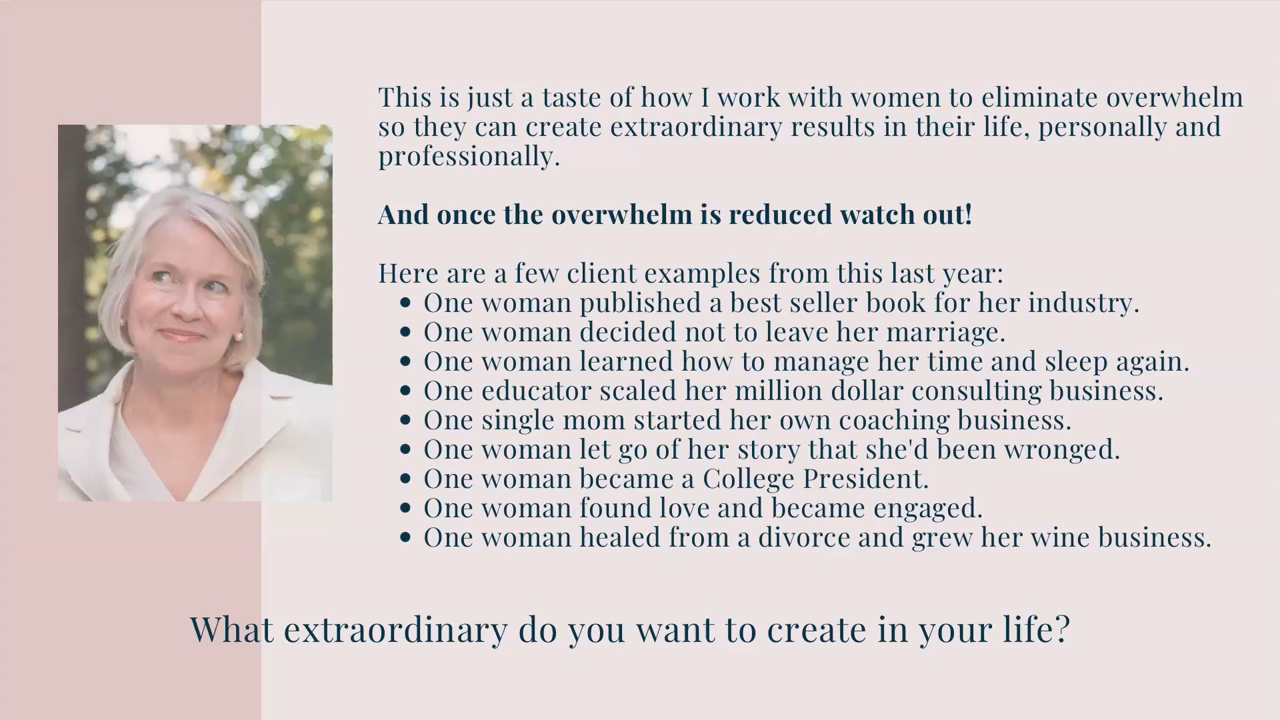 This is just a taste of how I work with women to eliminate overwhelm
so they can create extraordinary results in their life, personally and
professionally.
And once the overwhelm is reduced watch out!
Here are a few client examples from this last year:
• One woman published a best seller book for her industry.
• One woman decided not to leave her marriage.
• One woman learned how to manage her time and sleep again.
• One educator scaled her million dollar consulting business.
• One single mom started her own coaching business.
• One woman let go of her story that she'd been wronged.
• One woman became a College President.
• One woman found love and became engaged.
• One woman healed from a divorce and grew her wine business.
What extraordinary do you want to create in your life?